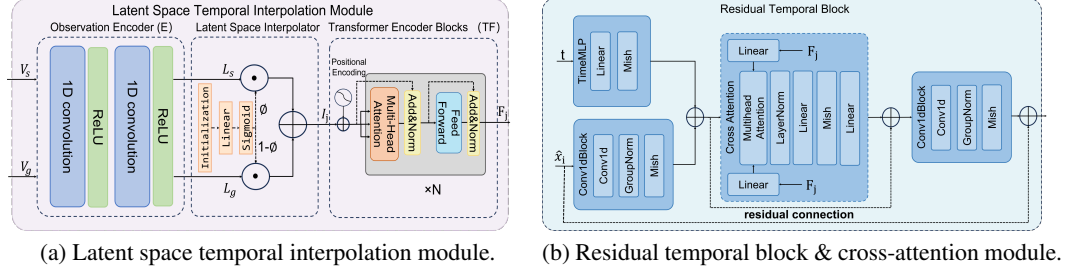 Latent Space Temporal Interpolation Module
Observation Encoder (E)
Latent Space Interpolator
Transformer Encoder Blocks (TF)
V_s
V_g
1D convolution
ReLU
1D convolution
ReLU
L_s
L_g
Initialization
Linear
Sigmoid
Ø
1-Ø
I_j
Positional
Encoding
Multi-Head
Attention
Add&Norm
Feed
Forward
Add&Norm
F_j
×N
(a) Latent space temporal interpolation module.
Residual Temporal Block
t
TimeMLP
Linear
Mish
x̂_i
Conv1dBlock
Conv1d
GroupNorm
Mish
Linear
F_j
Cross Attention
Multihead
Attention
LayerNorm
Linear
Mish
Linear
Linear
F_j
Conv1dBlock
Conv1d
GroupNorm
Mish
residual connection
(b) Residual temporal block & cross-attention module.